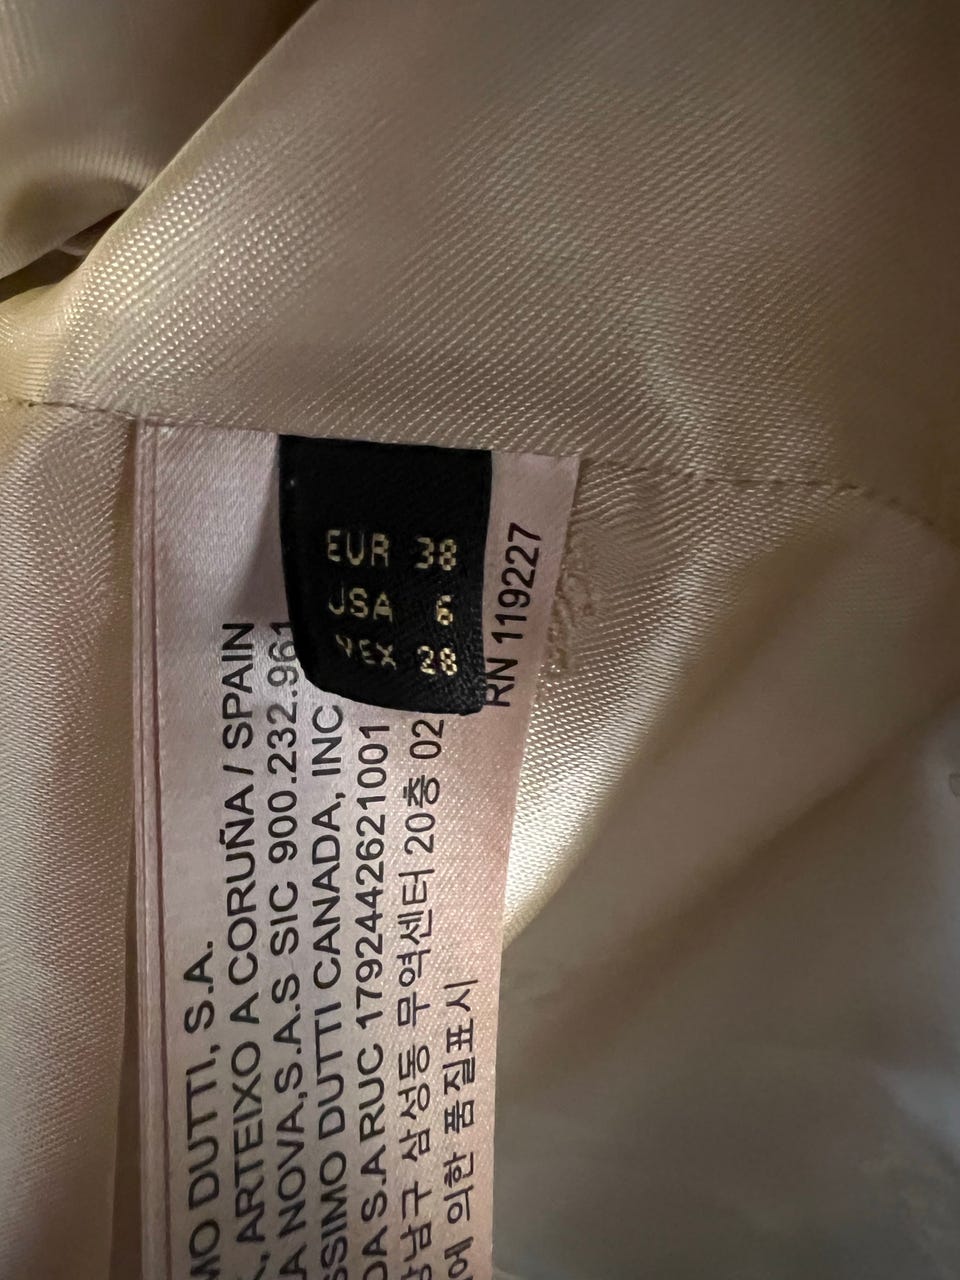 EUR 38
USA 6
MEX 28
RN 119227
MO DUTTI, S.A.
ARTEIXO A CORUÑA / SPAIN
A NOVA,S.A.S SIC 900.232.961
SSIMO DUTTI CANADA, INC
DA S.A RUC 1792442621001
남구 삼성동 무역센터 20층 02
에 의한 품질표시